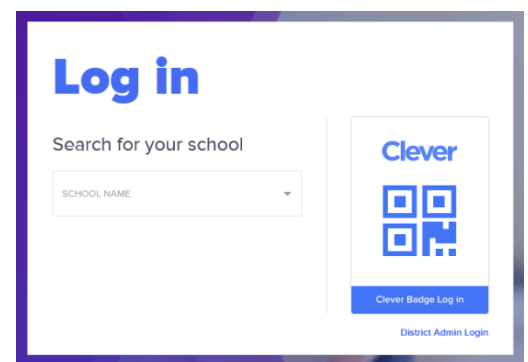 Log in
Search for your school
SCHOOL NAME
Clever
Clever Badge Log in
District Admin Login